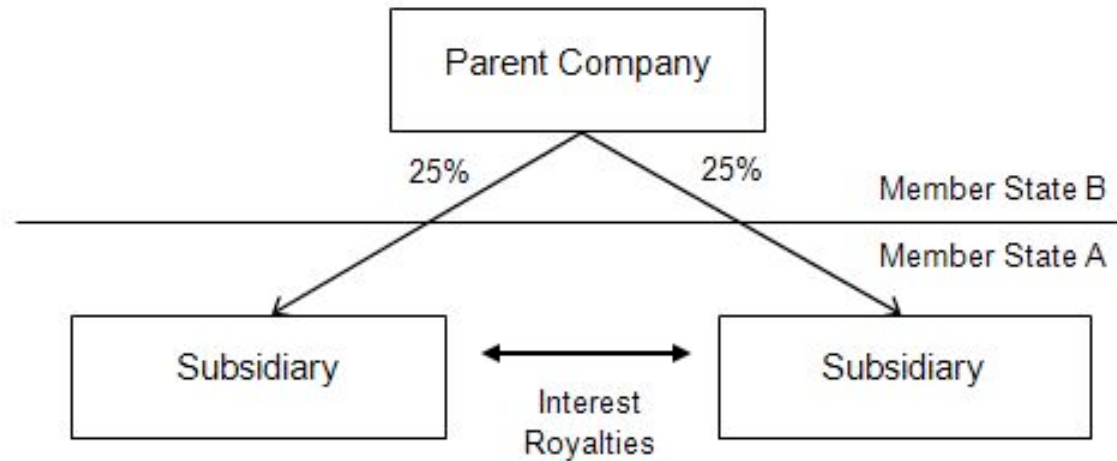 Parent Company
25%
25%
Member State B
Member State A
Subsidiary
Subsidiary
Interest
Royalties